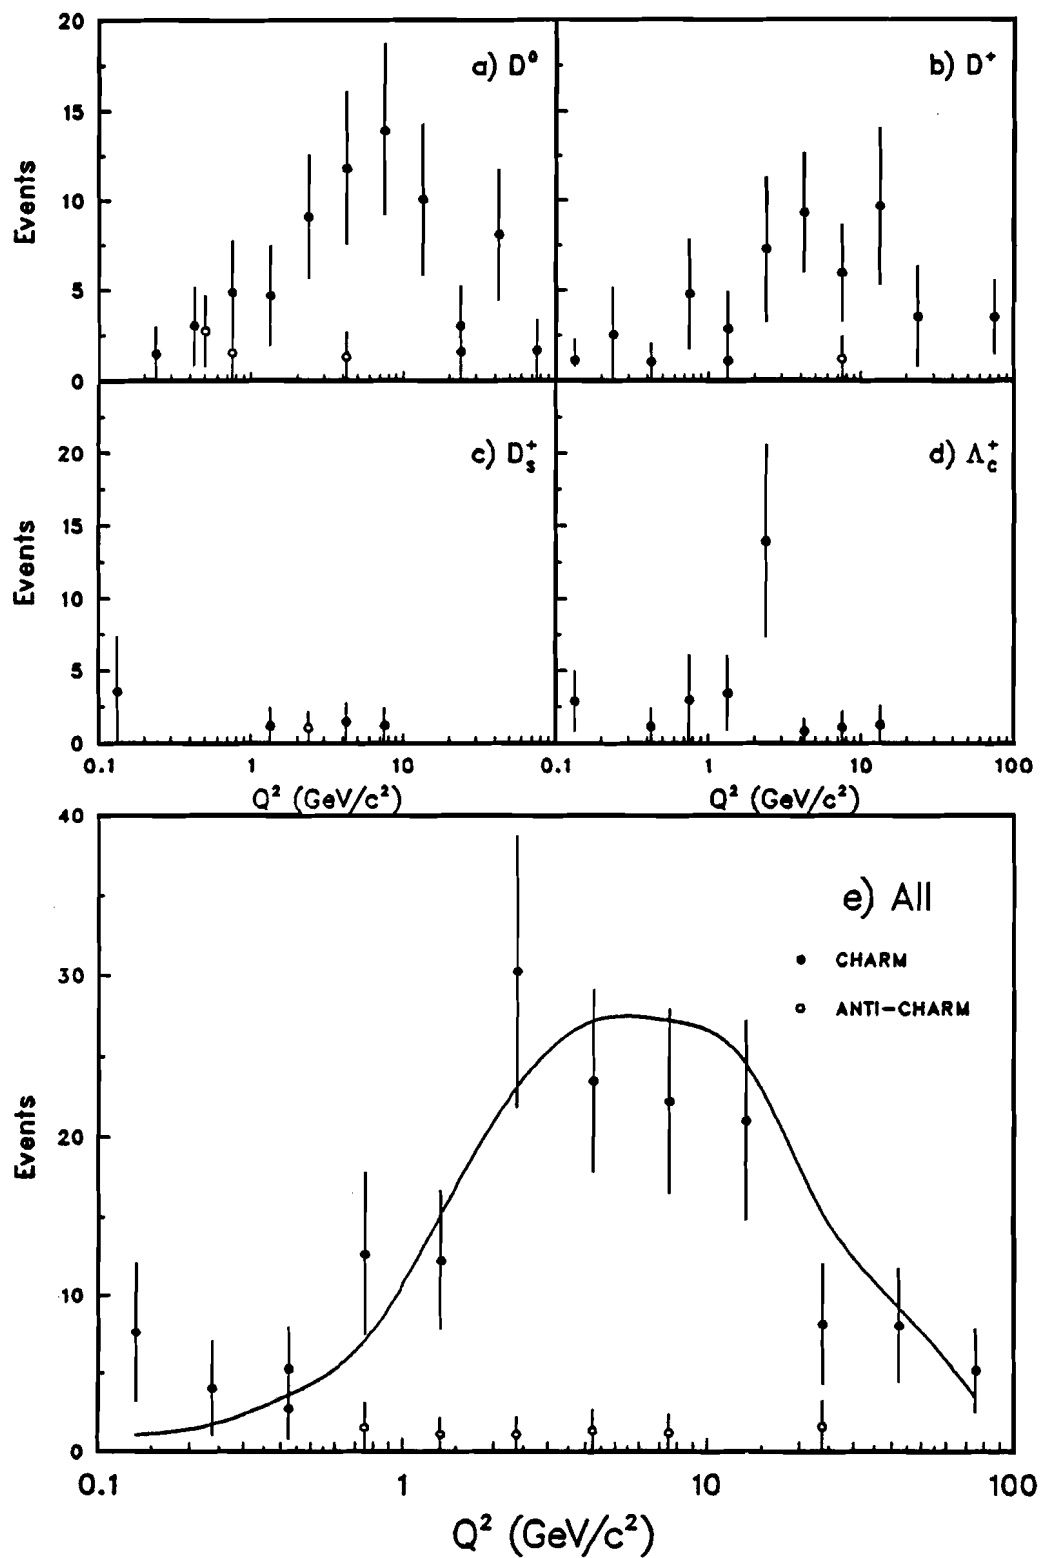 20
15
10
5
0
Events
a) D⁰
b) D⁺
20
15
10
5
0
Events
c) Dₛ⁺
d) Λ_c⁺
0.1 1 10 0.1 1 10 100
Q² (GeV/c²) Q² (GeV/c²)
40
30
20
10
0
Events
e) All
CHARM
ANTI-CHARM
0.1 1 10 100
Q² (GeV/c²)